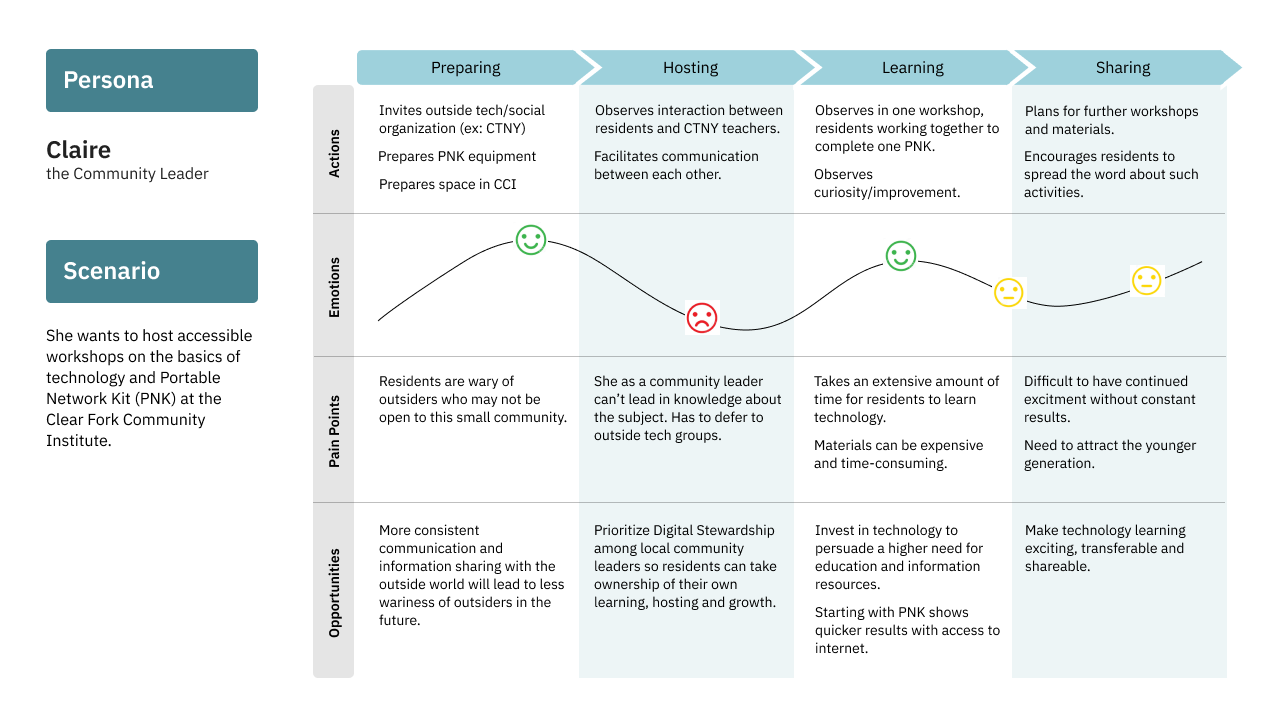 Persona
Claire
the Community Leader
Scenario
She wants to host accessible
workshops on the basics of
technology and Portable
Network Kit (PNK) at the
Clear Fork Community
Institute.
Preparing
Hosting
Learning
Sharing
Actions
Invites outside tech/social
organization (ex: CTNY)
Prepares PNK equipment
Prepares space in CCI
Observes interaction between
residents and CTNY teachers.
Facilitates communication
between each other.
Observes in one workshop,
residents working together to
complete one PNK.
Observes
curiosity/improvement.
Plans for further workshops
and materials.
Encourages residents to
spread the word about such
activities.
Emotions
Pain Points
Residents are wary of
outsiders who may not be
open to this small community.
She as a community leader
can’t lead in knowledge about
the subject. Has to defer to
outside tech groups.
Takes an extensive amount of
time for residents to learn
technology.
Materials can be expensive
and time-consuming.
Difficult to have continued
excitment without constant
results.
Need to attract the younger
generation.
Opportunities
More consistent
communication and
information sharing with the
outside world will lead to less
wariness of outsiders in the
future.
Prioritize Digital Stewardship
among local community
leaders so residents can take
ownership of their own
learning, hosting and growth.
Invest in technology to
persuade a higher need for
education and information
resources.
Starting with PNK shows
quicker results with access to
internet.
Make technology learning
exciting, transferable and
shareable.